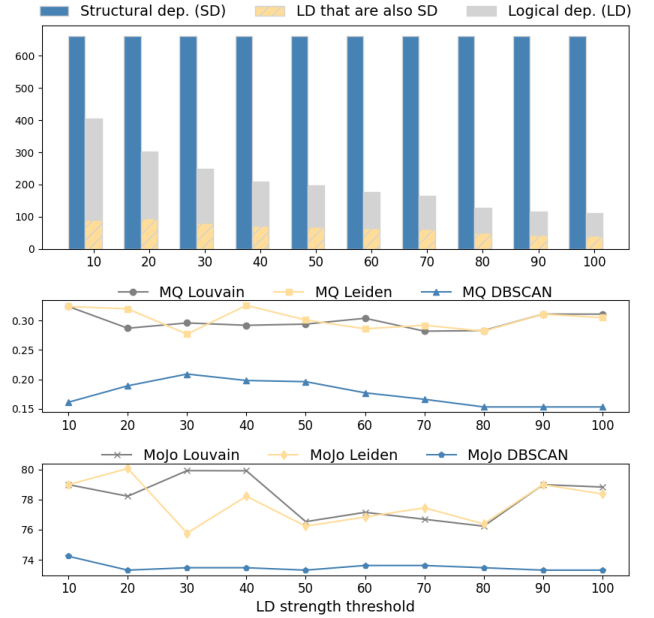 Structural dep. (SD) LD that are also SD Logical dep. (LD)
600
500
400
300
200
100
0
10 20 30 40 50 60 70 80 90 100
MQ Louvain MQ Leiden MQ DBSCAN
0.30
0.20
0.15
10 20 30 40 50 60 70 80 90 100
MoJo Louvain MoJo Leiden MoJo DBSCAN
80
78
76
74
10 20 30 40 50 60 70 80 90 100
LD strength threshold